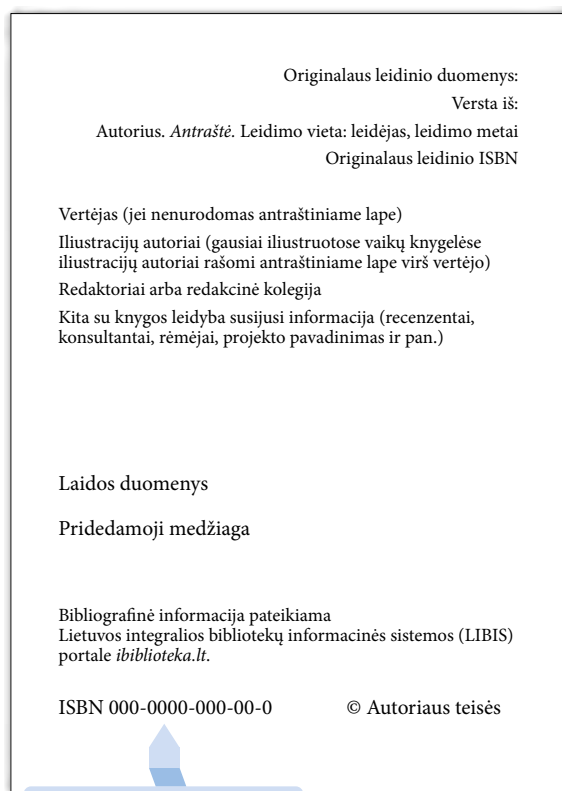 Originalaus leidinio duomenys:
Versta iš:
Autorius. Antraštė. Leidimo vieta: leidėjas, leidimo metai
Originalaus leidinio ISBN
Vertėjas (jei nenurodomas antraštiniame lape)
Iliustracijų autoriai (gausiai iliustruotose vaikų knygelėse
iliustracijų autoriai rašomi antraštiniame lape virš vertėjo)
Redaktoriai arba redakcinė kolegija
Kita su knygos leidyba susijusi informacija (recenzentai,
konsultantai, rėmėjai, projekto pavadinimas ir pan.)
Laidos duomenys
Pridedamoji medžiaga
Bibliografinė informacija pateikiama
Lietuvos integralios bibliotekų informacinės sistemos (LIBIS)
portale ibiblioteka.lt.
ISBN 000-0000-000-00-0 © Autoriaus teisės